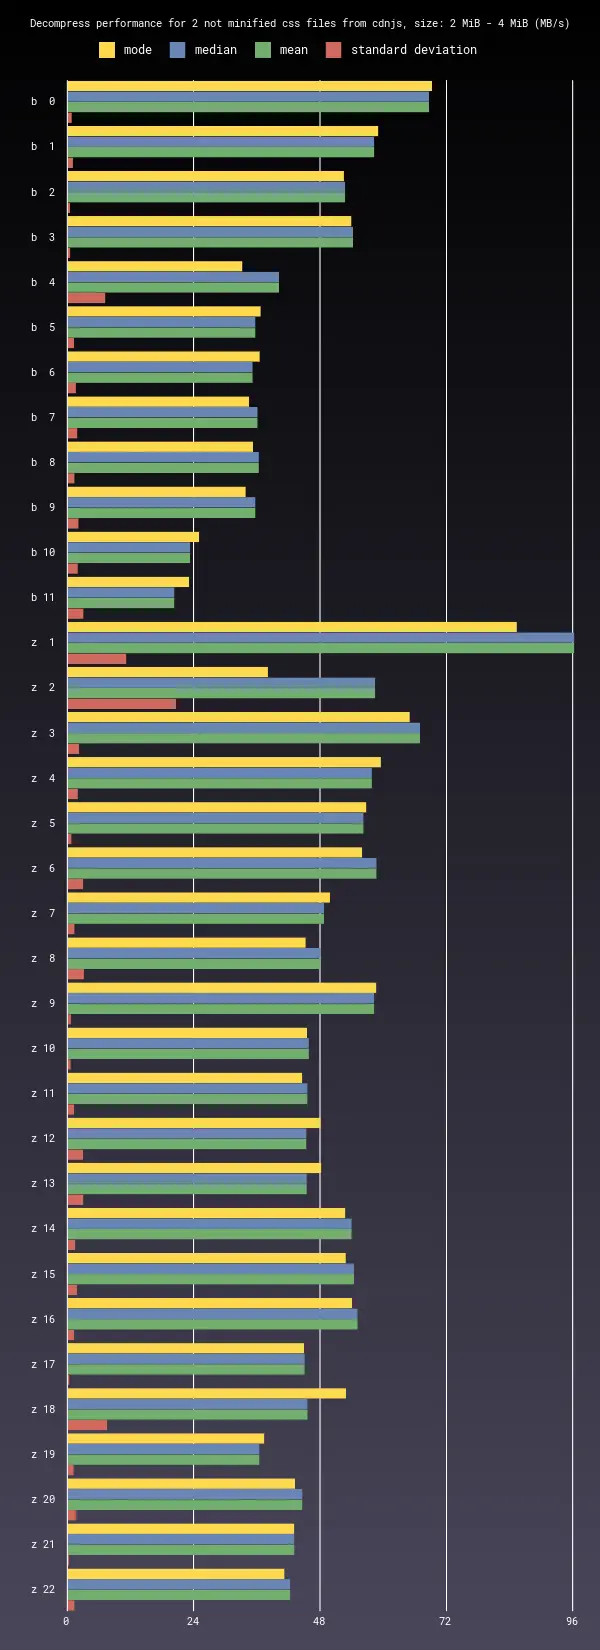 Decompress performance for 2 not minified css files from cdnjs, size: 2 MiB - 4 MiB (MB/s)
mode median mean standard deviation
b 0
b 1
b 2
b 3
b 4
b 5
b 6
b 7
b 8
b 9
b 10
b 11
z 1
z 2
z 3
z 4
z 5
z 6
z 7
z 8
z 9
z 10
z 11
z 12
z 13
z 14
z 15
z 16
z 17
z 18
z 19
z 20
z 21
z 22
0 24 48 72 96